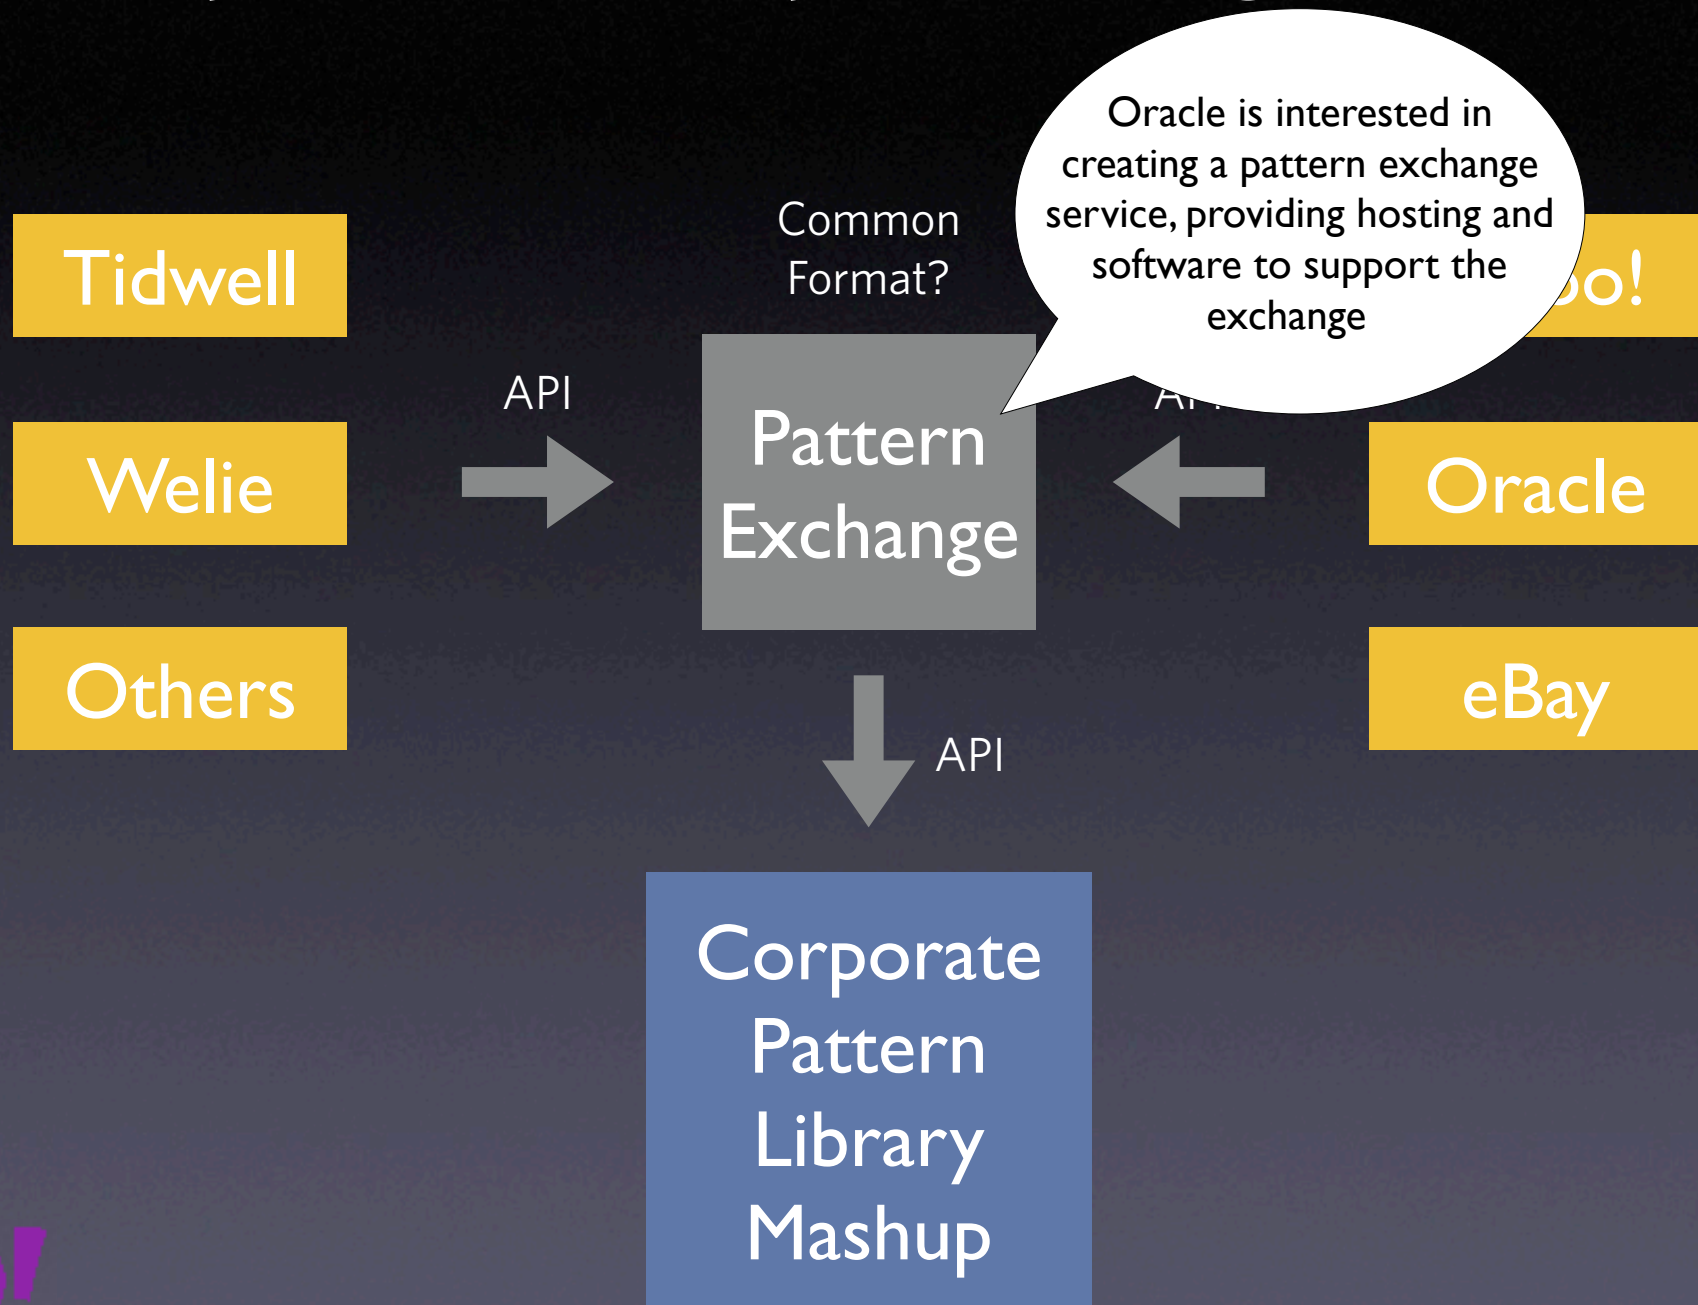 Oracle is interested in
creating a pattern exchange
service, providing hosting and
software to support the
exchange
Common
Format?
Tidwell
API
Pattern
Exchange
Welie
Oracle
Others
eBay
API
Corporate
Pattern
Library
Mashup